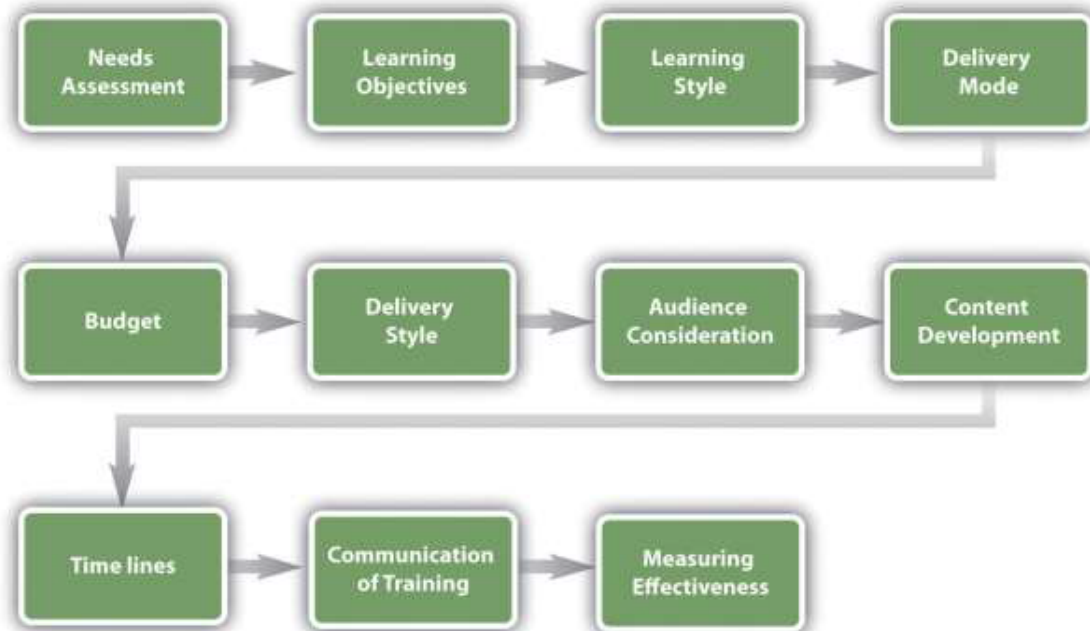 Needs
Assessment
Learning
Objectives
Learning
Style
Delivery
Mode
Budget
Delivery
Style
Audience
Consideration
Content
Development
Time lines
Communication
of Training
Measuring
Effectiveness